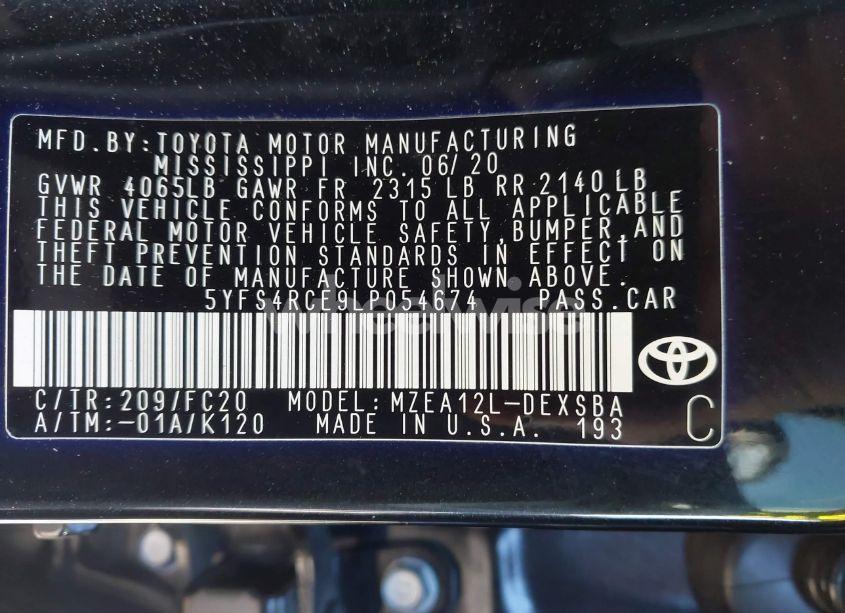 MFD.BY:TOYOTA MOTOR MANUFACTURING
MISSISSIPPI INC. 06/20
GVWR 4065LB GAWR FR 2315 LB RR 2140 LB
THIS VEHICLE CONFORMS TO ALL APPLICABLE
FEDERAL MOTOR VEHICLE SAFETY,BUMPER,AND
THEFT PREVENTION STANDARDS IN EFFECT ON
THE DATE OF MANUFACTURE SHOWN ABOVE.
5YFS4RCE9LP054674 PASS.CAR
wheelwise
C/TR:209/FC20 MODEL:MZEA12L-DEXSBA
A/TM:-01A/K120 MADE IN U.S.A. 193 C